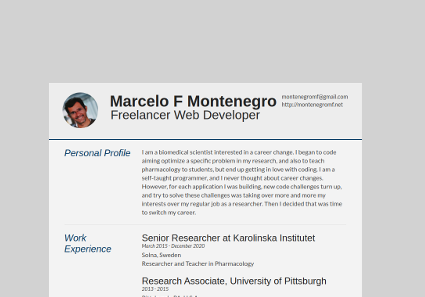 Marcelo F Montenegro
montenegromf@gmail.com
Freelancer Web Developer
http://montenegromf.net
Personal Profile
I am a biomedical scientist interested in a career change. I began to code
aiming optimize a specific problem in my research, and also to teach
pharmacology to students, but end up getting in love with coding. I am a
self-taught programmer, and I never thought about career changes.
However, for each application I was building, new code challenges turn up,
and try to solve these challenges was taking over more and more my
interests over my regular job as a researcher. Then I decided that was time
to switch my career.
Work
Experience
Senior Researcher at Karolinska Institutet
March 2015 - December 2020
Solna, Sweden
Researcher and Teacher in Pharmacology
Research Associate, University of Pittsburgh
2013 - 2015